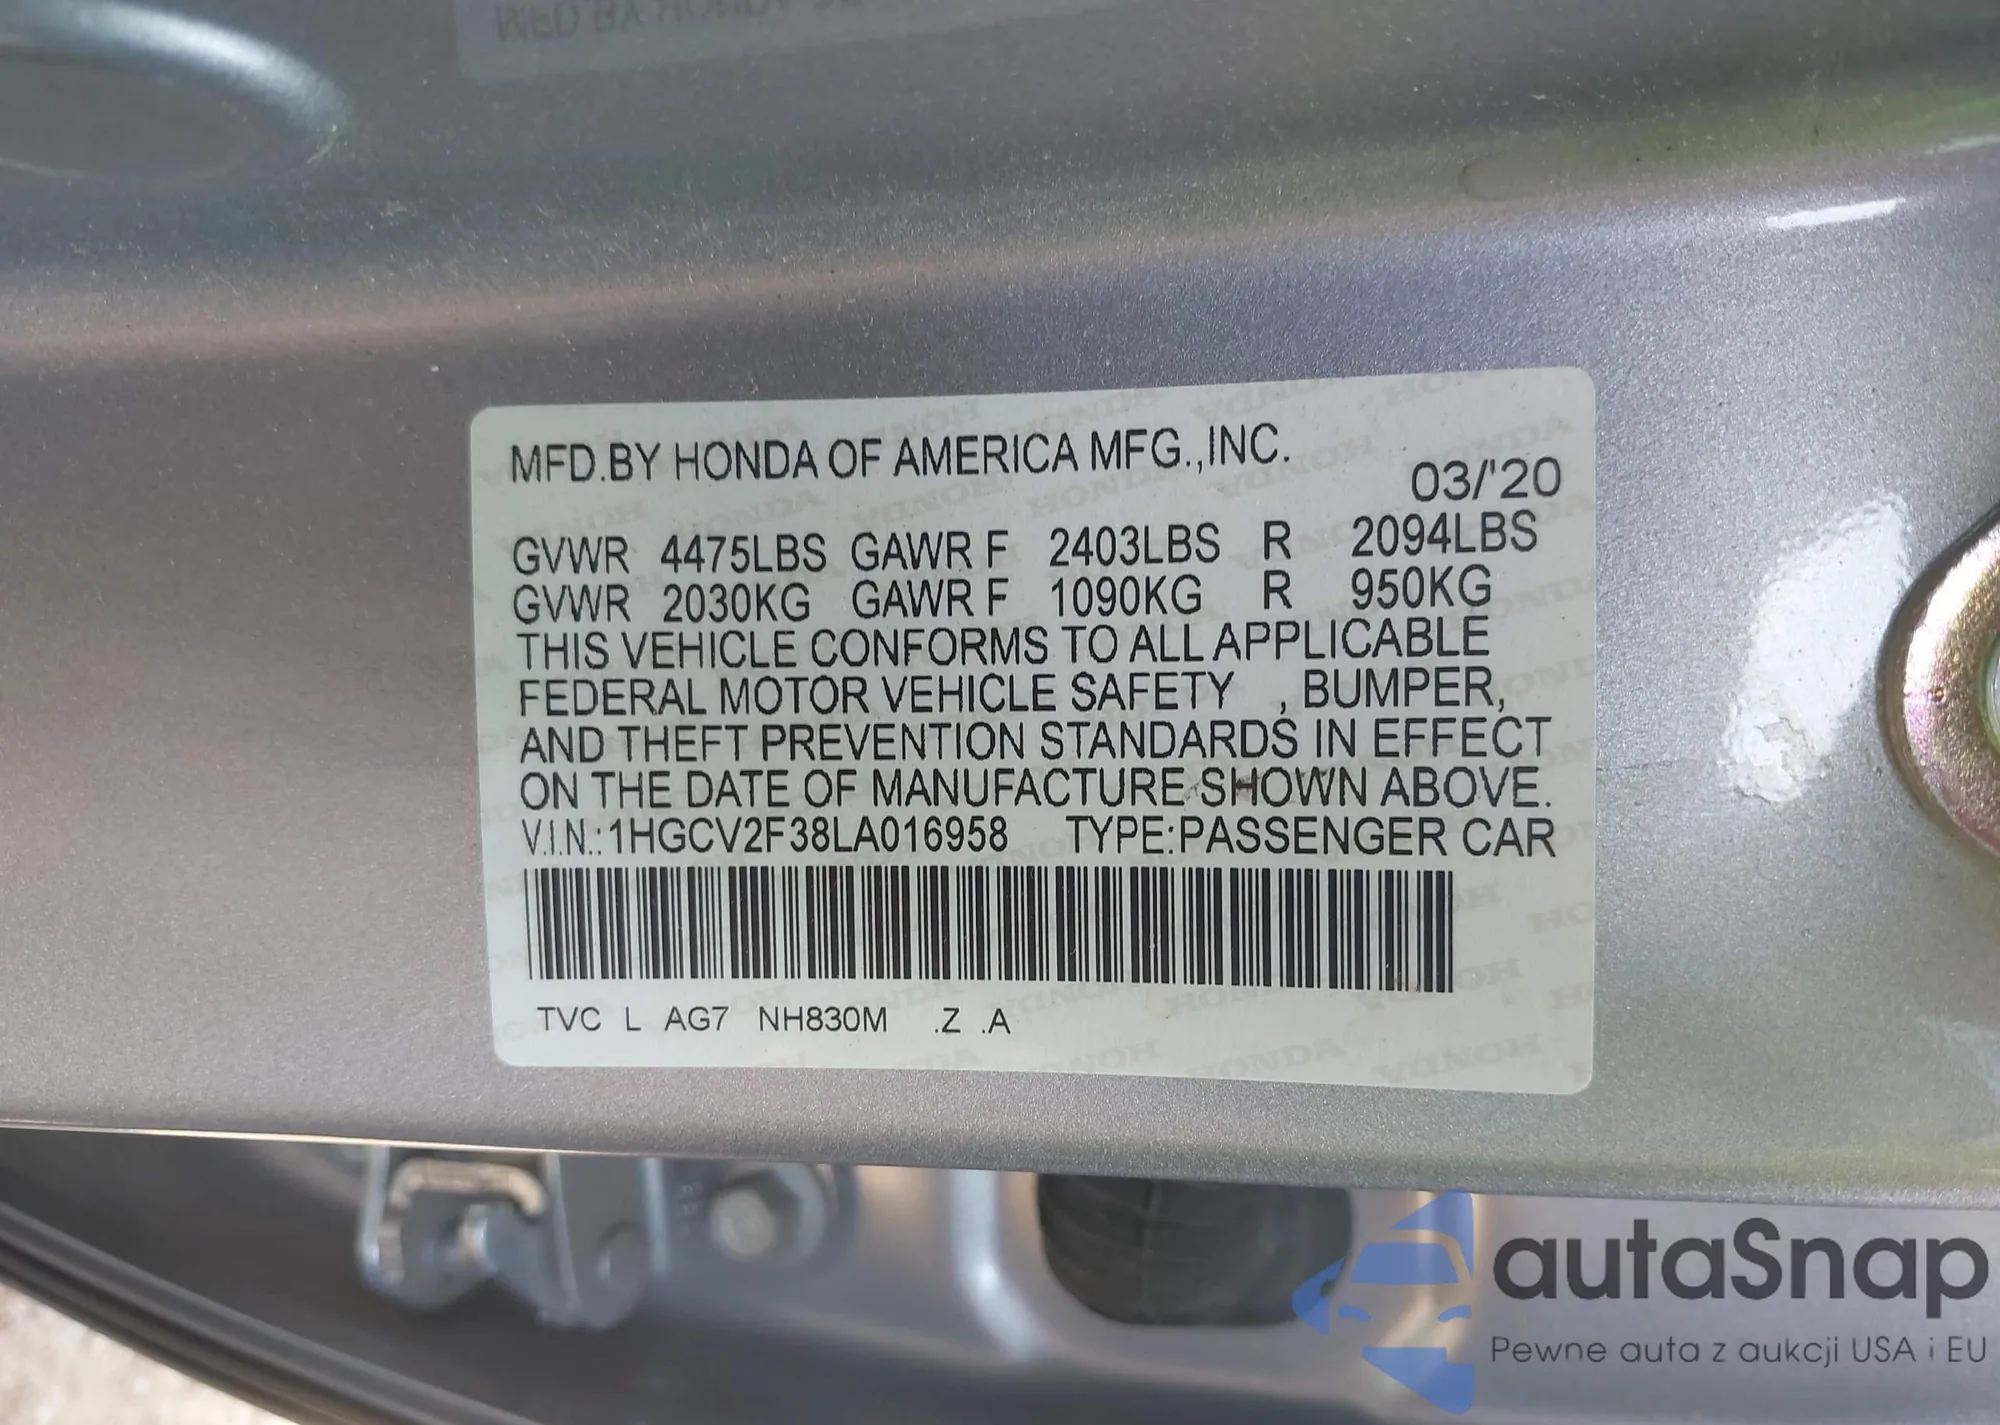 MFD.BY HONDA OF AMERICA MFG.,INC.
03/'20
GVWR 4475LBS GAWR F 2403LBS R 2094LBS
GVWR 2030KG GAWR F 1090KG R 950KG
THIS VEHICLE CONFORMS TO ALL APPLICABLE
FEDERAL MOTOR VEHICLE SAFETY , BUMPER,
AND THEFT PREVENTION STANDARDS IN EFFECT
ON THE DATE OF MANUFACTURE SHOWN ABOVE.
V.I.N.:1HGCV2F38LA016958 TYPE:PASSENGER CAR
TVC L AG7 NH830M .Z .A
autaSnap
Pewne auta z aukcji USA i EU